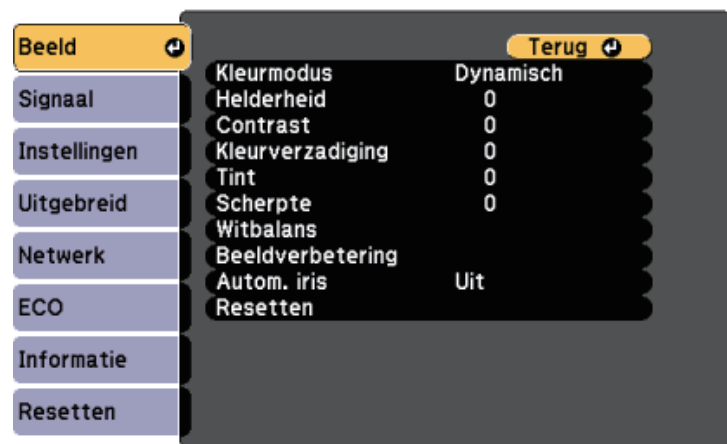 Beeld
Signaal
Instellingen
Uitgebreid
Netwerk
ECO
Informatie
Resetten
Terug
Kleurmodus Dynamisch
Helderheid 0
Contrast 0
Kleurverzadiging 0
Tint 0
Scherpte 0
Witbalans
Beeldverbetering
Autom. iris Uit
Resetten